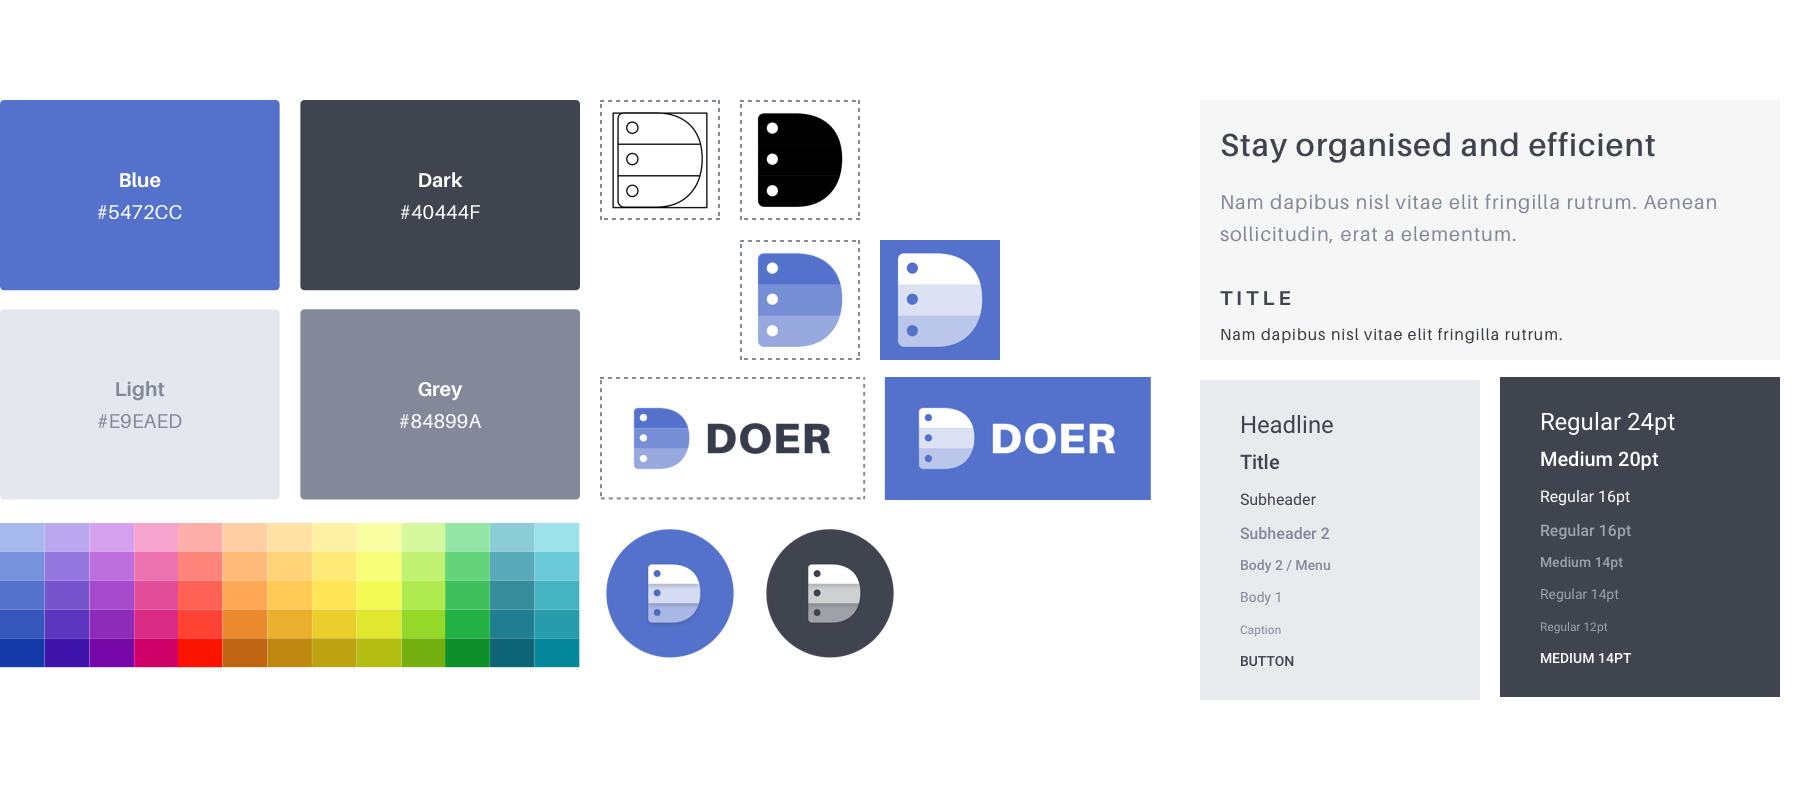 Blue
#5472CC
Dark
#40444F
Light
#E9EAED
Grey
#84899A
DOER
DOER
Stay organised and efficient
Nam dapibus nisl vitae elit fringilla rutrum. Aenean
sollicitudin, erat a elementum.
TITLE
Nam dapibus nisl vitae elit fringilla rutrum.
Headline
Title
Subheader
Subheader 2
Body 2 / Menu
Body 1
Caption
BUTTON
Regular 24pt
Medium 20pt
Regular 16pt
Regular 16pt
Medium 14pt
Regular 14pt
Regular 12pt
MEDIUM 14PT